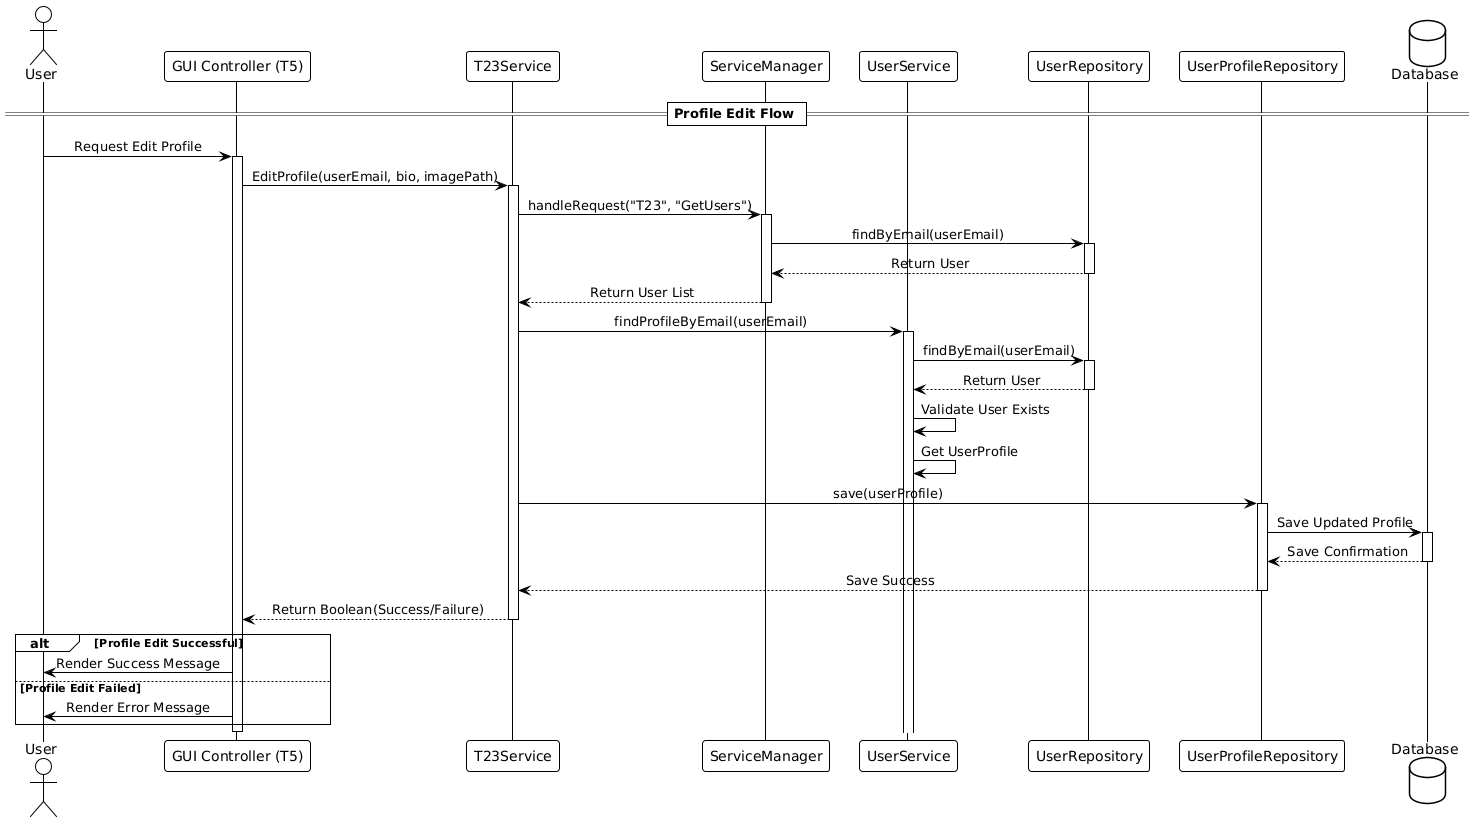 User
GUI Controller (T5)
T23Service
ServiceManager
UserService
UserRepository
UserProfileRepository
Database
Profile Edit Flow
Request Edit Profile
EditProfile(userEmail, bio, imagePath)
handleRequest("T23", "GetUsers")
findByEmail(userEmail)
Return User
Return User List
findProfileByEmail(userEmail)
findByEmail(userEmail)
Return User
Validate User Exists
Get UserProfile
save(userProfile)
Save Updated Profile
Save Confirmation
Save Success
Return Boolean(Success/Failure)
alt [Profile Edit Successful]
Render Success Message
[Profile Edit Failed]
Render Error Message
User
GUI Controller (T5)
T23Service
ServiceManager
UserService
UserRepository
UserProfileRepository
Database